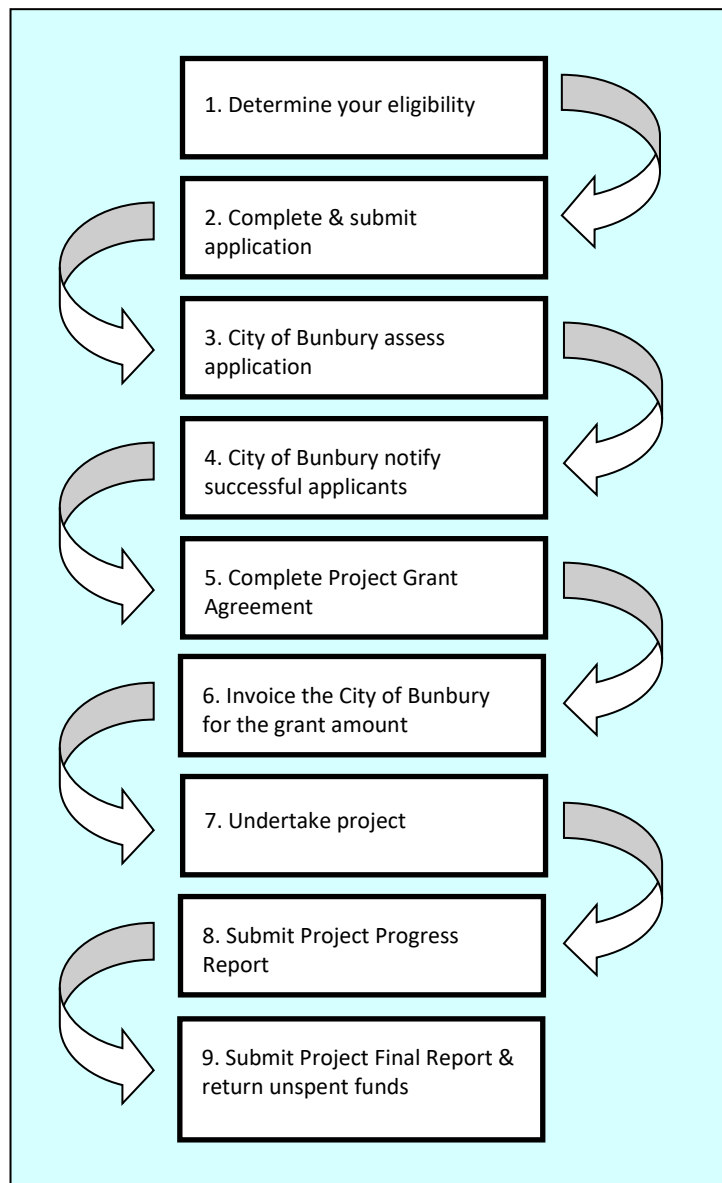 1. Determine your eligibility
2. Complete & submit
application
3. City of Bunbury assess
application
4. City of Bunbury notify
successful applicants
5. Complete Project Grant
Agreement
6. Invoice the City of Bunbury
for the grant amount
7. Undertake project
8. Submit Project Progress
Report
9. Submit Project Final Report &
return unspent funds